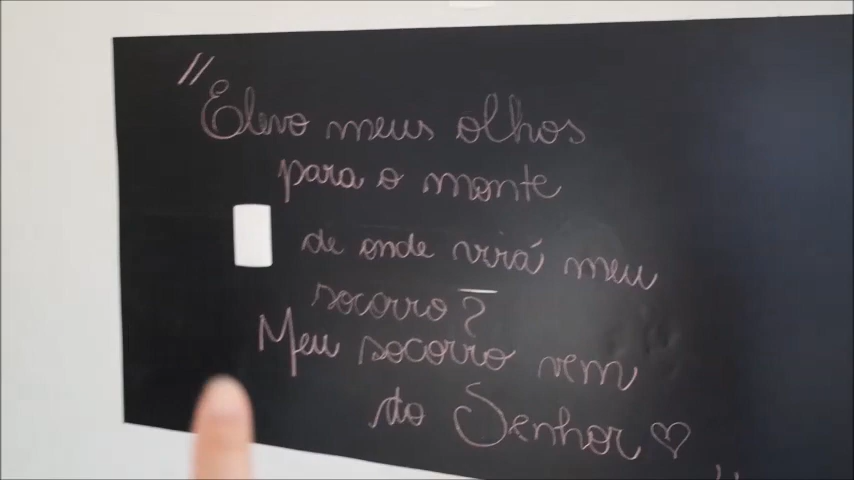 "Elevo meus olhos
para o monte
de onde virá meu
socorro?
Meu socorro vem
do Senhor♡"